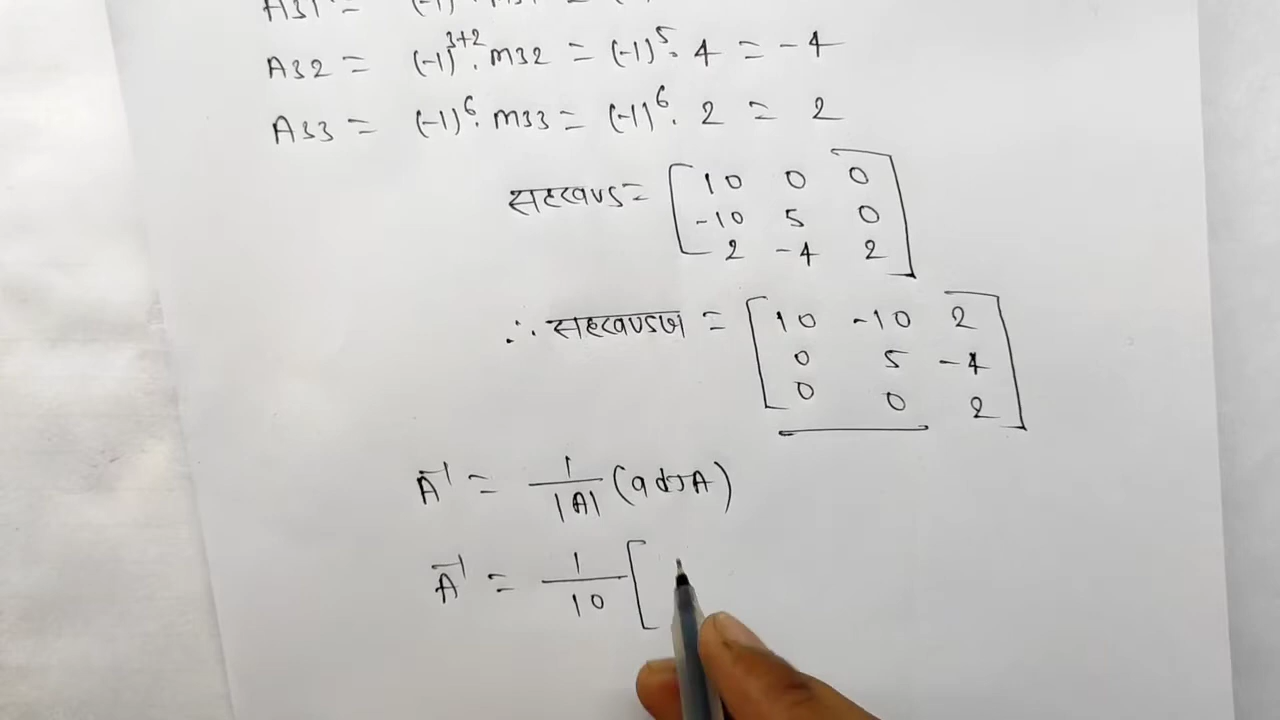 A32 = (-1)³⁺². m32 = (-1)⁵. 4 = -4
A33 = (-1)⁶. m33 = (-1)⁶. 2 = 2
सहखण्ड = [ 10 0 0
-10 5 0
2 -4 2 ]
∴ सहखण्डज = [ 10 -10 2
0 5 -4
0 0 2 ]
A⁻¹ = 1/|A| (adJA)
A⁻¹ = 1/10 [